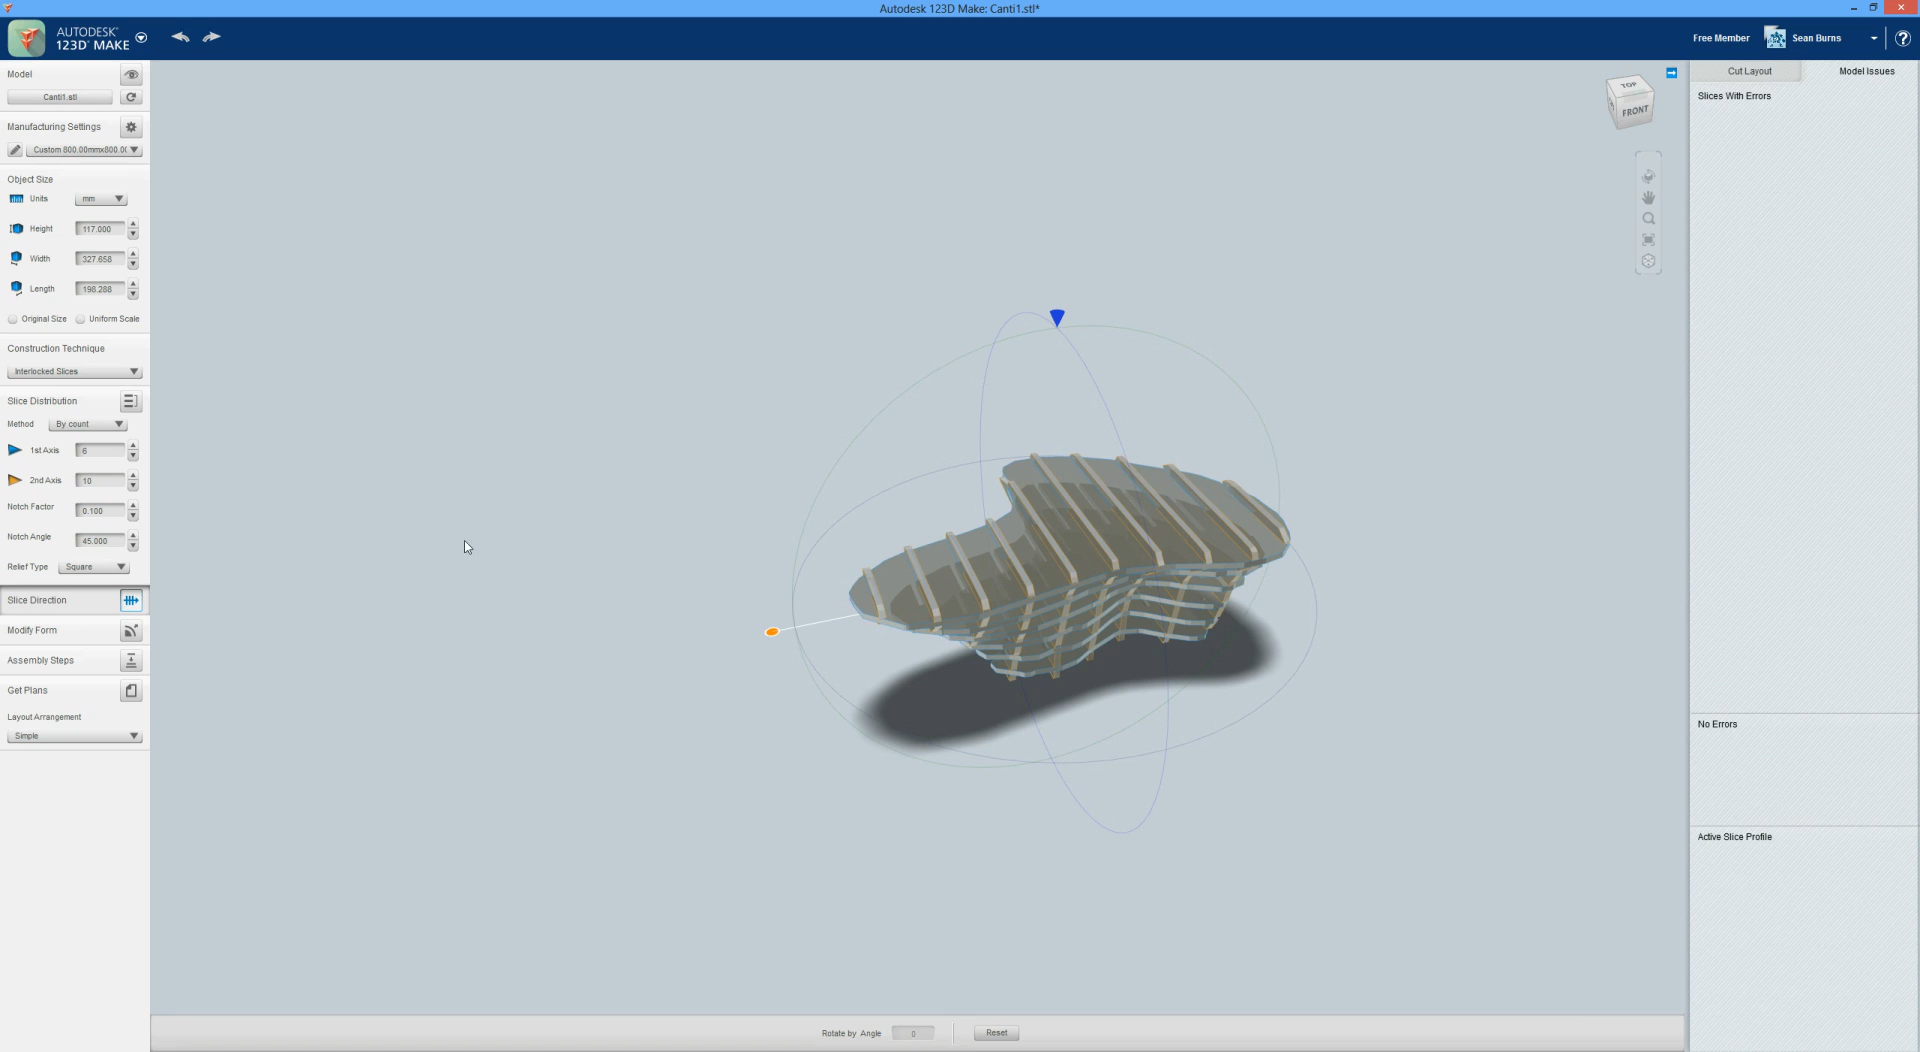 Autodesk 123D Make: Canti1.stl*
AUTODESK®
123D® MAKE
Free Member
Sean Burns
Model
Canti1.stl
Manufacturing Settings
Custom 800.00mmx800.0(
Object Size
Units mm
Height 117.000
Width 327.658
Length 198.288
Original Size Uniform Scale
Construction Technique
Interlocked Slices
Slice Distribution
Method By count
1st Axis 6
2nd Axis 10
Notch Factor 0.100
Notch Angle 45.000
Relief Type Square
Slice Direction
Modify Form
Assembly Steps
Get Plans
Layout Arrangement
Simple
TOP
FRONT
Rotate by Angle 0 Reset
Cut Layout Model Issues
Slices With Errors
No Errors
Active Slice Profile